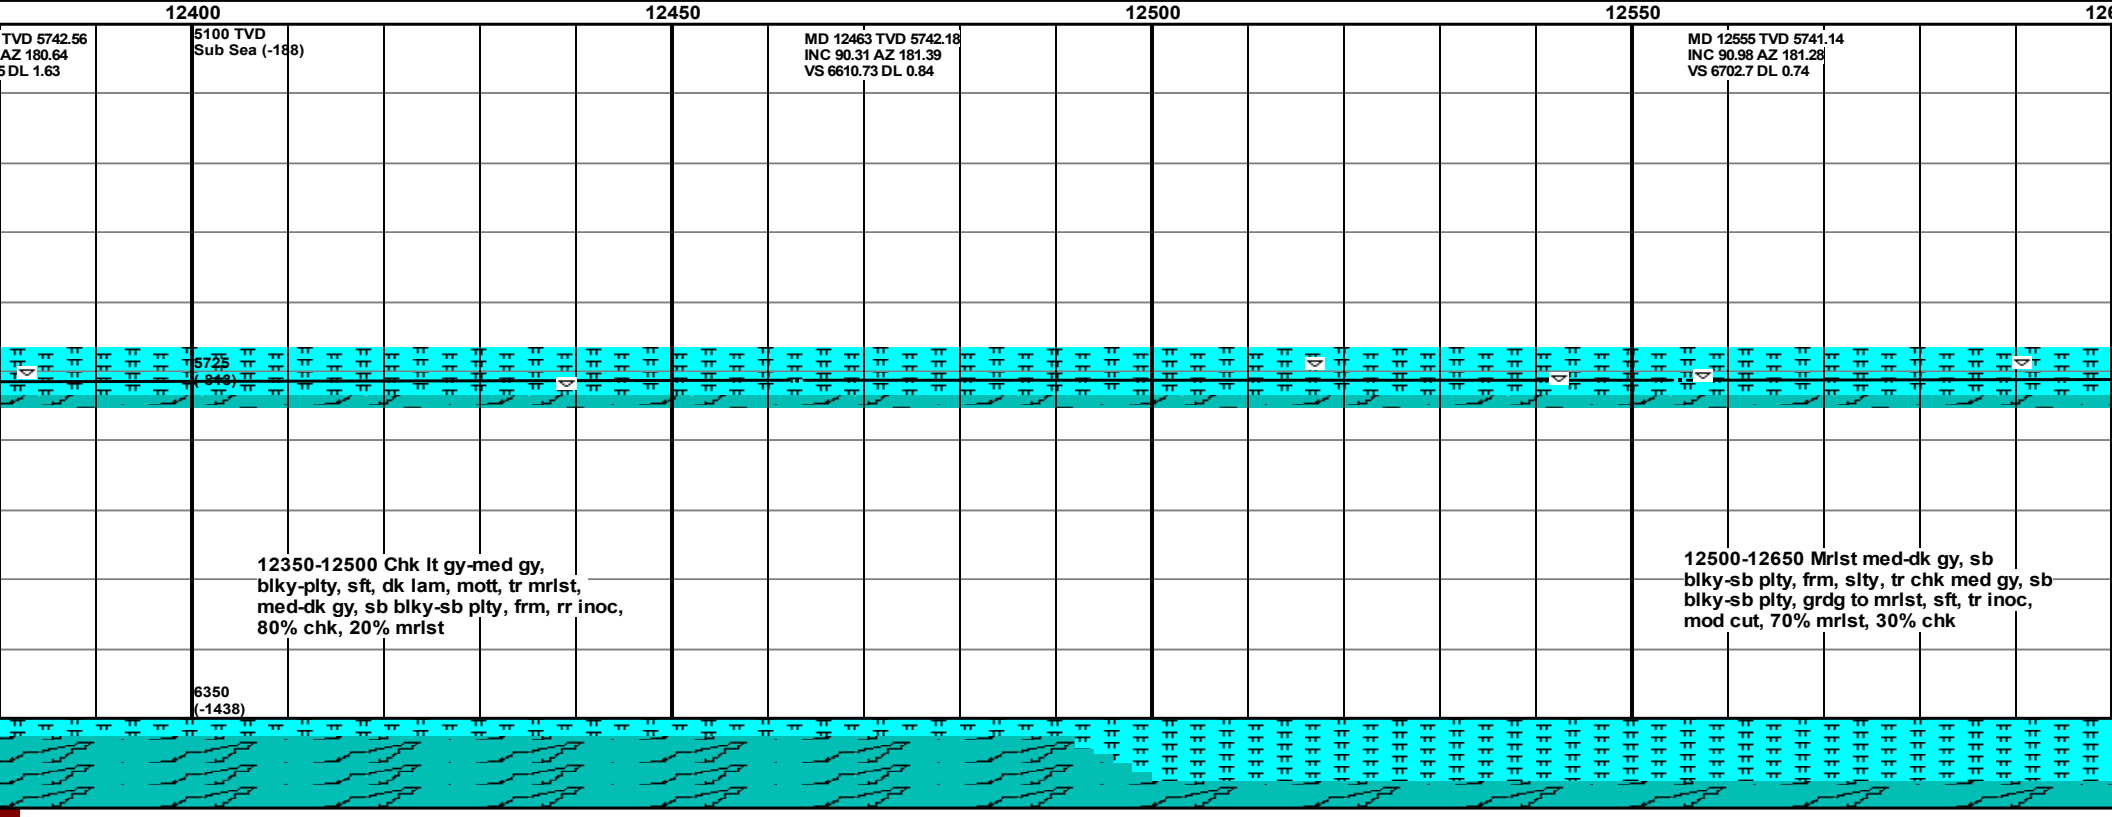 12400 12450 12500 12550 126
TVD 5742.56
AZ 180.64
5 DL 1.63
5100 TVD
Sub Sea (-188)
MD 12463 TVD 5742.18
INC 90.31 AZ 181.39
VS 6610.73 DL 0.84
MD 12555 TVD 5741.14
INC 90.98 AZ 181.28
VS 6702.7 DL 0.74
5725
(-813)
12350-12500 Chk lt gy-med gy,
blky-plty, sft, dk lam, mott, tr mrlst,
med-dk gy, sb blky-sb plty, frm, rr inoc,
80% chk, 20% mrlst
12500-12650 Mrlst med-dk gy, sb
blky-sb plty, frm, slty, tr chk med gy, sb
blky-sb plty, grdg to mrlst, sft, tr inoc,
mod cut, 70% mrlst, 30% chk
6350
(-1438)